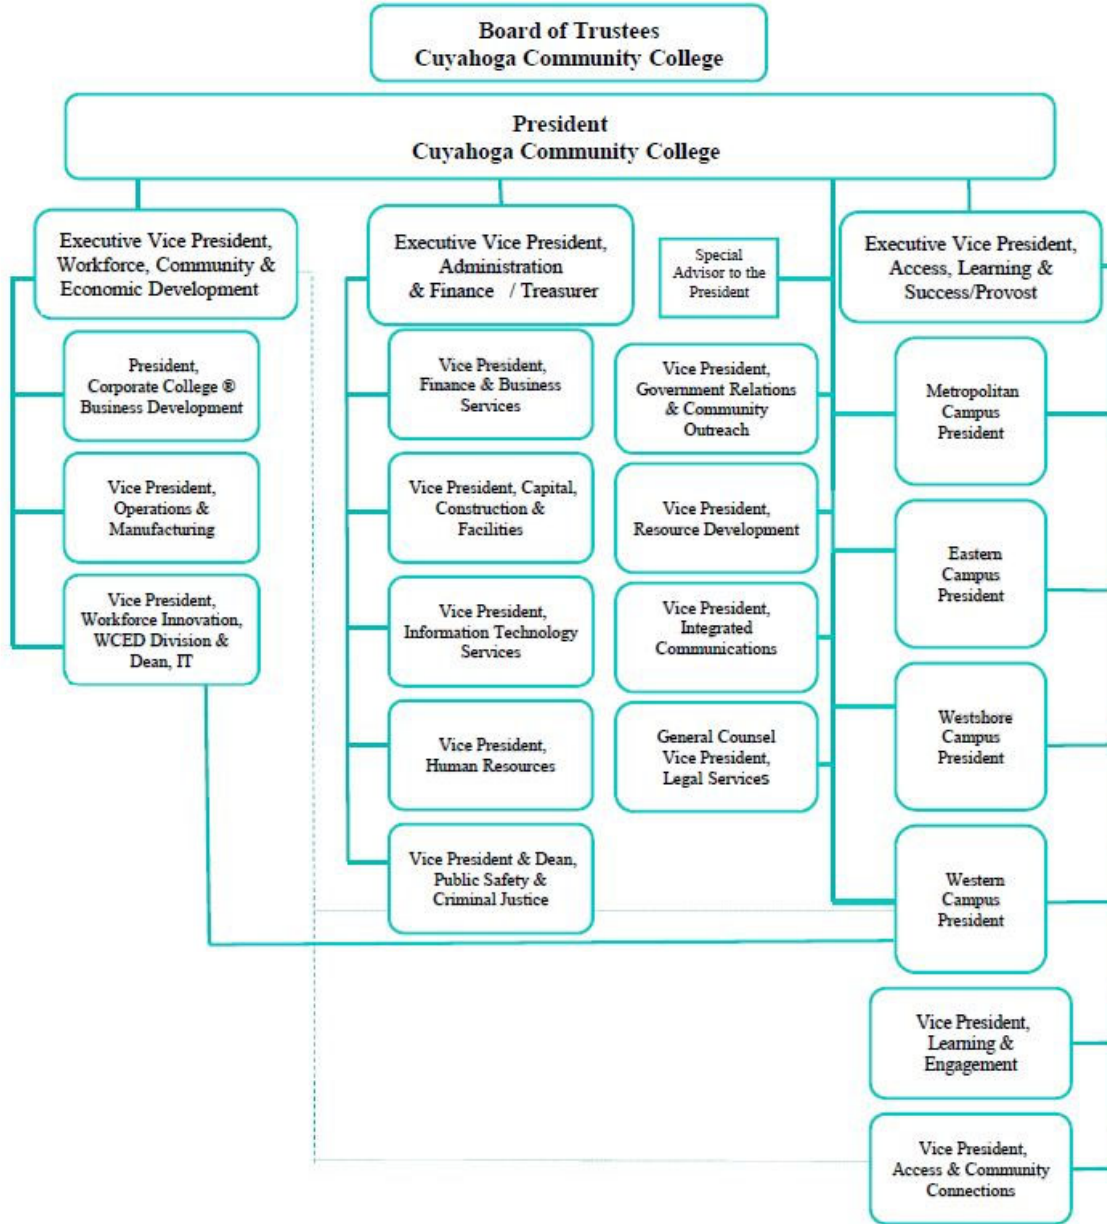 Board of Trustees
Cuyahoga Community College
President
Cuyahoga Community College
Executive Vice President,
Workforce, Community &
Economic Development
Executive Vice President,
Administration
& Finance / Treasurer
Special
Advisor to the
President
Executive Vice President,
Access, Learning &
Success/Provost
President,
Corporate College ®
Business Development
Vice President,
Operations &
Manufacturing
Vice President,
Workforce Innovation,
WCED Division &
Dean, IT
Vice President,
Finance & Business
Services
Vice President, Capital,
Construction &
Facilities
Vice President,
Information Technology
Services
Vice President,
Human Resources
Vice President & Dean,
Public Safety &
Criminal Justice
Vice President,
Government Relations
& Community
Outreach
Vice President,
Resource Development
Vice President,
Integrated
Communications
General Counsel
Vice President,
Legal Services
Metropolitan
Campus
President
Eastern
Campus
President
Westshore
Campus
President
Western
Campus
President
Vice President,
Learning &
Engagement
Vice President,
Access & Community
Connections